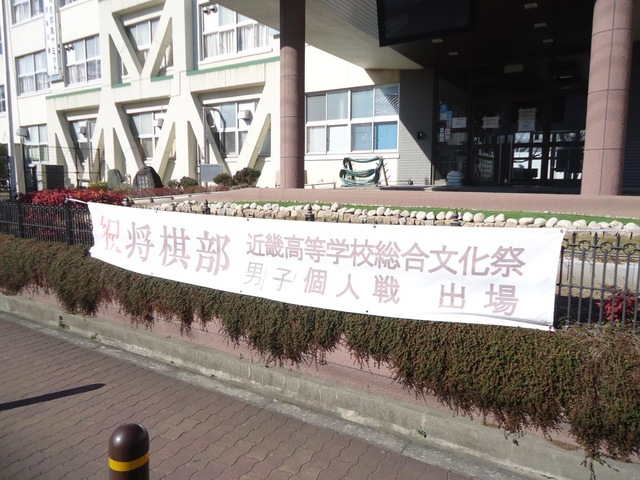 祝 将棋部 近畿高等学校総合文化祭
男子個人戦 出場